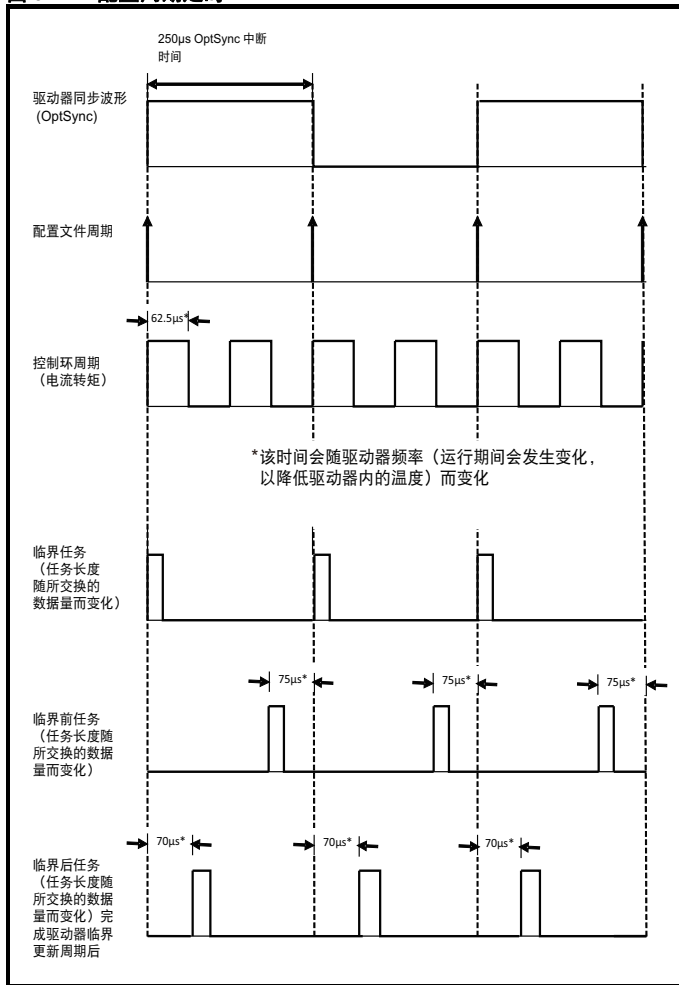 250μs OptSync 中断
时间
驱动器同步波形
(OptSync)
配置文件周期
62.5μs*
控制环周期
（电流转矩）
*该时间会随驱动器频率（运行期间会发生变化，
以降低驱动器内的温度）而变化
临界任务
（任务长度
随所交换的
数据量而变化）
75μs*
75μs*
75μs*
临界前任务
（任务长度随
所交换的数据
量而变化）
70μs*
70μs*
70μs*
临界后任务
（任务长度随
所交换的数据
量而变化）完
成驱动器临界
更新周期后